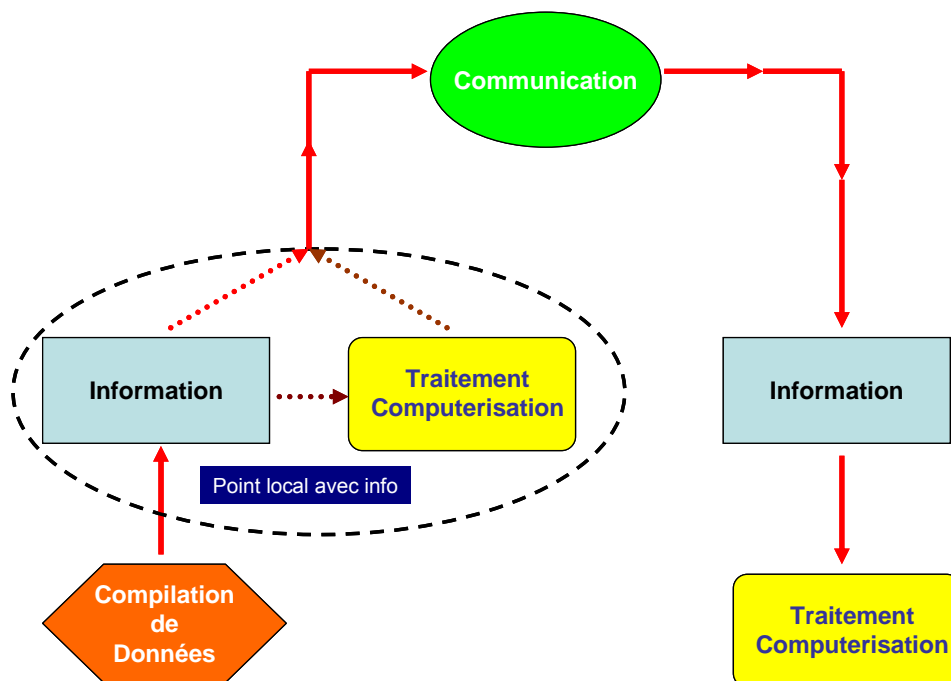 Communication
Information
Traitement
Computerisation
Information
Point local avec info
Compilation
de
Données
Traitement
Computerisation